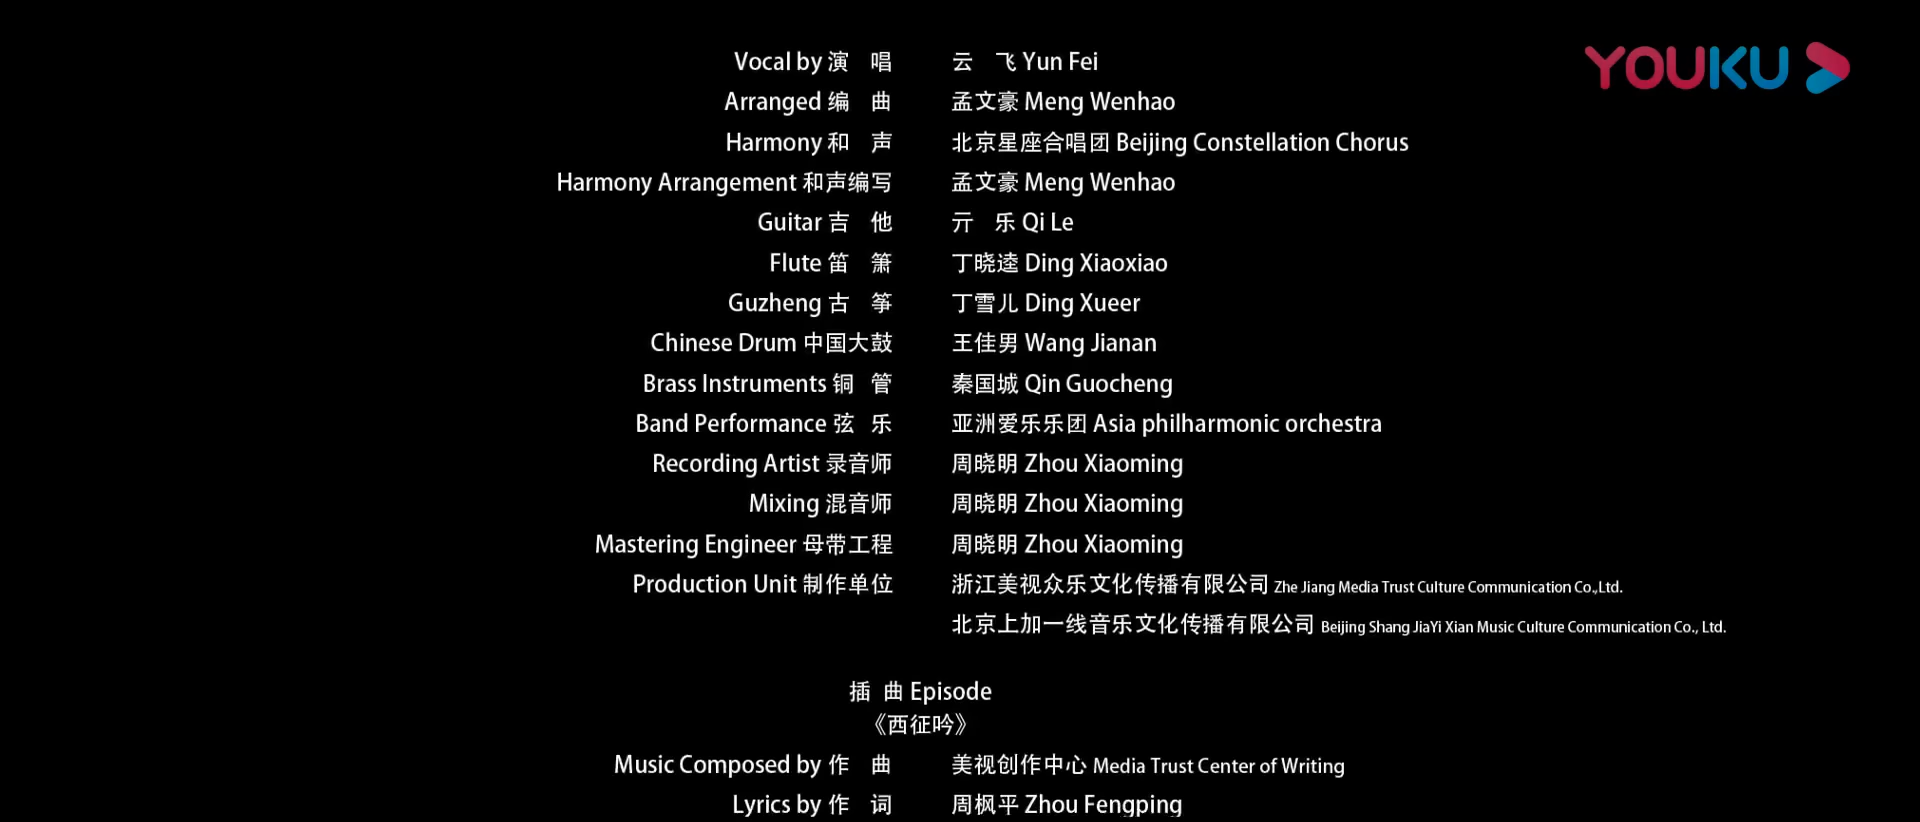 YOUKU
Vocal by 演 唱 云 飞 Yun Fei
Arranged 编 曲 孟文豪 Meng Wenhao
Harmony 和 声 北京星座合唱团 Beijing Constellation Chorus
Harmony Arrangement 和声编写 孟文豪 Meng Wenhao
Guitar 吉 他 亓 乐 Qi Le
Flute 笛 箫 丁晓逵 Ding Xiaoxiao
Guzheng 古 筝 丁雪儿 Ding Xueer
Chinese Drum 中国大鼓 王佳男 Wang Jianan
Brass Instruments 铜 管 秦国城 Qin Guocheng
Band Performance 弦 乐 亚洲爱乐乐团 Asia philharmonic orchestra
Recording Artist 录音师 周晓明 Zhou Xiaoming
Mixing 混音师 周晓明 Zhou Xiaoming
Mastering Engineer 母带工程 周晓明 Zhou Xiaoming
Production Unit 制作单位 浙江美视众乐文化传播有限公司 Zhe Jiang Media Trust Culture Communication Co.,Ltd.
北京上加一线音乐文化传播有限公司 Beijing Shang JiaYi Xian Music Culture Communication Co., Ltd.
插 曲 Episode
《西征吟》
Music Composed by 作 曲 美视创作中心 Media Trust Center of Writing
Lyrics by 作 词 周枫平 Zhou Fengping